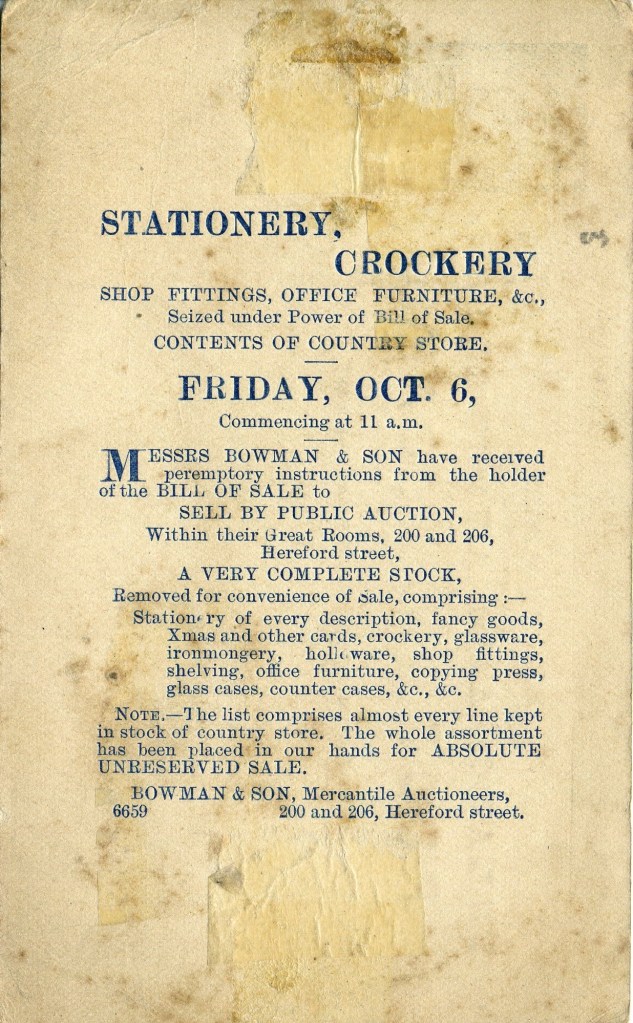 STATIONERY,
CROCKERY
SHOP FITTINGS, OFFICE FURNITURE, &c.,
Seized under Power of Bill of Sale.
CONTENTS OF COUNTRY STORE.
FRIDAY, OCT. 6,
Commencing at 11 a.m.
MESSRS BOWMAN & SON have received
peremptory instructions from the holder
of the BILL OF SALE to
SELL BY PUBLIC AUCTION,
Within their Great Rooms, 200 and 206,
Hereford street,
A VERY COMPLETE STOCK,
Removed for convenience of Sale, comprising :—
Stationery of every description, fancy goods,
Xmas and other cards, crockery, glassware,
ironmongery, holloware, shop fittings,
shelving, office furniture, copying press,
glass cases, counter cases, &c., &c.
NOTE.—The list comprises almost every line kept
in stock of country store. The whole assortment
has been placed in our hands for ABSOLUTE
UNRESERVED SALE.
BOWMAN & SON, Mercantile Auctioneers,
6659 200 and 206, Hereford street.